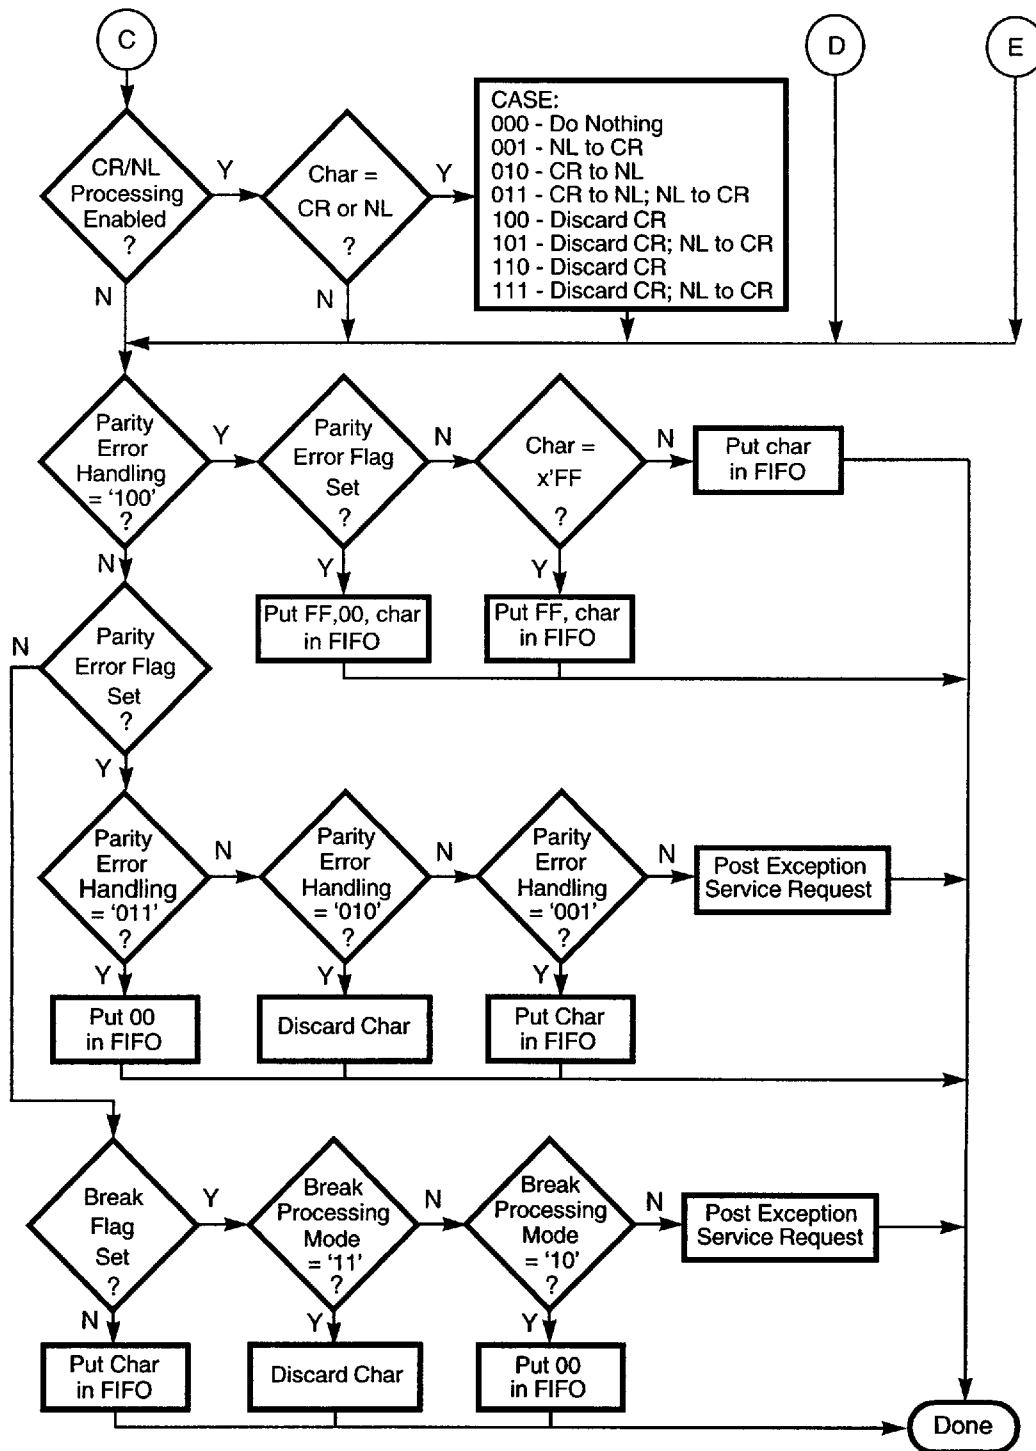 C
D
E
CR/NL
Processing
Enabled
?
Y
N
Char =
CR or NL
?
Y
N
CASE:
000 - Do Nothing
001 - NL to CR
010 - CR to NL
011 - CR to NL; NL to CR
100 - Discard CR
101 - Discard CR; NL to CR
110 - Discard CR
111 - Discard CR; NL to CR
Parity
Error
Handling
= ‘100’
?
Y
N
Parity
Error Flag
Set
?
N
Y
Char =
x'FF
?
N
Y
Put char
in FIFO
Put FF,00, char
in FIFO
Put FF, char
in FIFO
Parity
Error Flag
Set
?
N
Y
Parity
Error
Handling
= ‘011’
?
N
Y
Parity
Error
Handling
= ‘010’
?
N
Y
Parity
Error
Handling
= ‘001’
?
N
Y
Post Exception
Service Request
Put 00
in FIFO
Discard Char
Put Char
in FIFO
Break
Flag
Set
?
Y
N
Break
Processing
Mode
= ‘11’
?
N
Y
Break
Processing
Mode
= ‘10’
?
N
Y
Post Exception
Service Request
Put Char
in FIFO
Discard Char
Put 00
in FIFO
Done